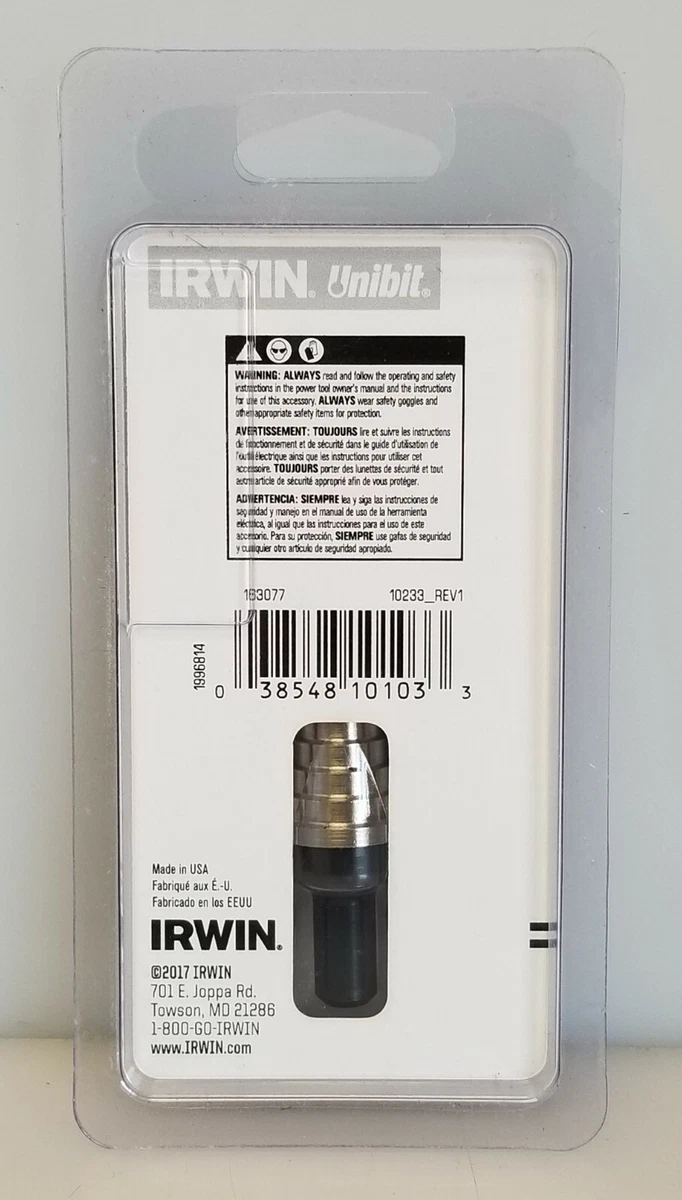 IRWIN. Unibit®
WARNING: ALWAYS read and follow the operating and safety
instructions in the power tool owner's manual and the instructions
for use of this accessory. ALWAYS wear safety goggles and
other appropriate safety items for protection.
AVERTISSEMENT: TOUJOURS lire et suivre les instructions
de fonctionnement et de sécurité dans le guide d'utilisation de
l'outil électrique ainsi que les instructions pour utiliser cet
accessoire. TOUJOURS porter des lunettes de sécurité et tout
autre article de sécurité approprié afin de vous protéger.
ADVERTENCIA: SIEMPRE lea y siga las instrucciones de
seguridad y manejo en el manual de uso de la herramienta
eléctrica, al igual que las instrucciones para el uso de este
accesorio. Para su protección, SIEMPRE use gafas de seguridad
y cualquier otro artículo de seguridad apropiado.
183077 10233_REV1
1996814
0 38548 10103 3
Made in USA
Fabriqué aux É.-U.
Fabricado en los EEUU
IRWIN®
©2017 IRWIN
701 E. Joppa Rd.
Towson, MD 21286
1-800-GO-IRWIN
www.IRWIN.com